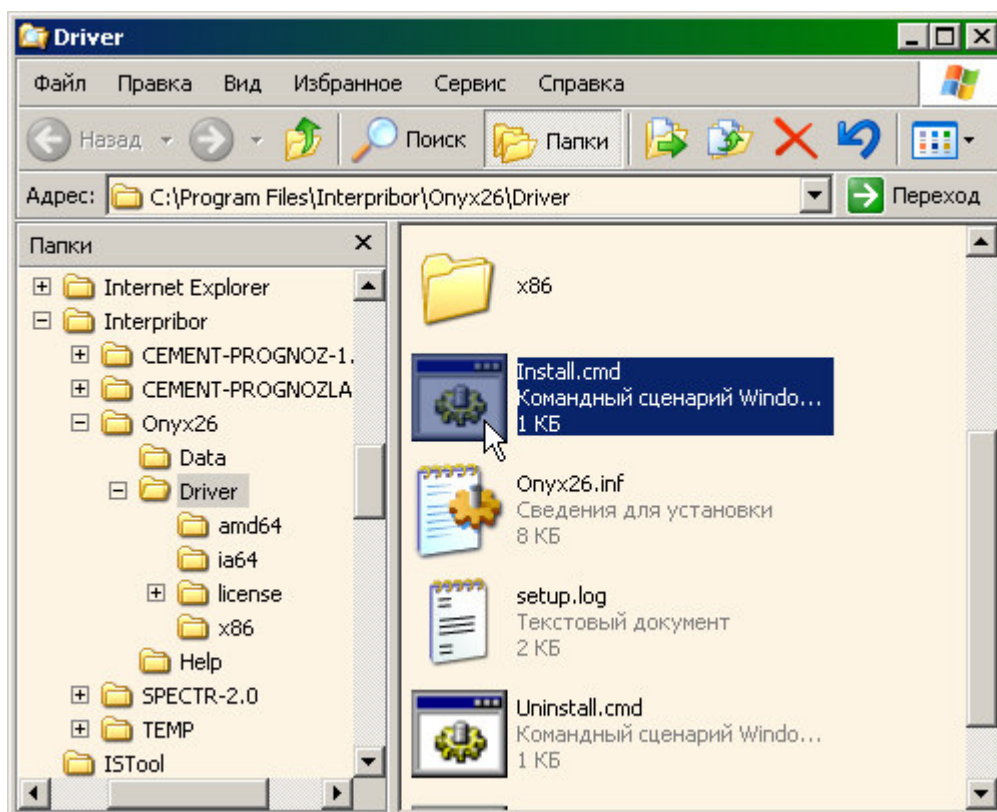 Driver
Файл Правка Вид Избранное Сервис Справка
Назад Поиск Папки
Адрес: C:\Program Files\Interpribor\Onyx26\Driver Переход
Папки
Internet Explorer
Interpribor
CEMENT-PROGNOZ-1.
CEMENT-PROGNOZLA
Onyx26
Data
Driver
amd64
ia64
license
x86
Help
SPECTR-2.0
TEMP
ISTool
x86
Install.cmd
Командный сценарий Windo...
1 КБ
Onyx26.inf
Сведения для установки
8 КБ
setup.log
Текстовый документ
2 КБ
Uninstall.cmd
Командный сценарий Windo...
1 КБ